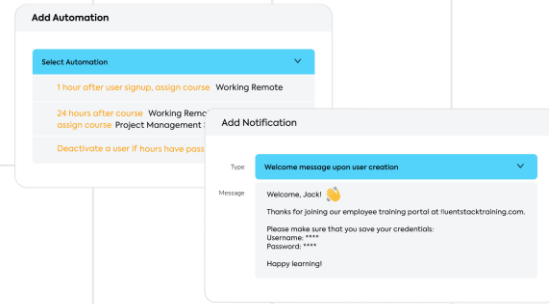 Add Automation
Select Automation
1 hour after user signup, assign course Working Remote
24 hours after course Working
assign course Project Management
Deactivate a user if hours have pass
Add Notification
Type
Welcome message upon user creation
Message
Welcome, Jack!
Thanks for joining our employee training portal at fluentstacktraining.com.
Please make sure that you save your credentials:
Username: ****
Password: ****
Happy learning!